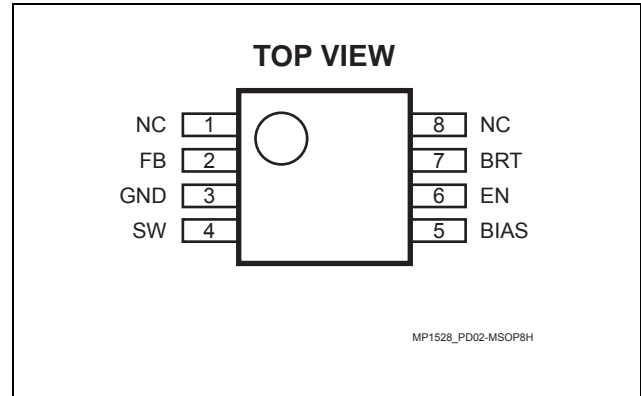 TOP VIEW
NC 1 8 NC
FB 2 7 BRT
GND 3 6 EN
SW 4 5 BIAS
MP1528_PD02-MSOP8H